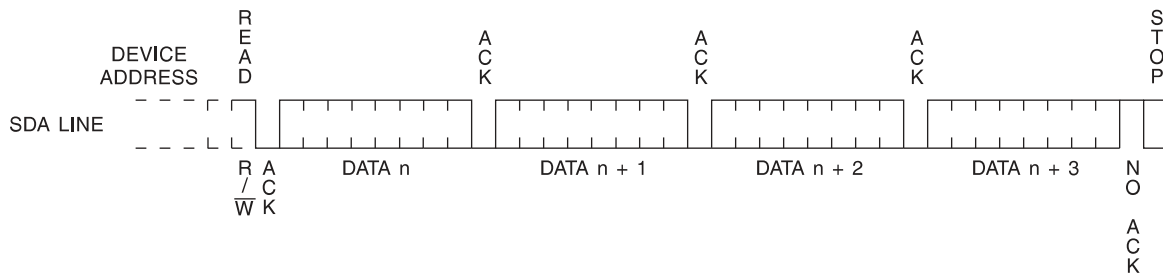 READ
ACK
ACK
ACK
STOP
DEVICE
ADDRESS
SDA LINE
R/W
ACK
DATA n
DATA n + 1
DATA n + 2
DATA n + 3
NO ACK